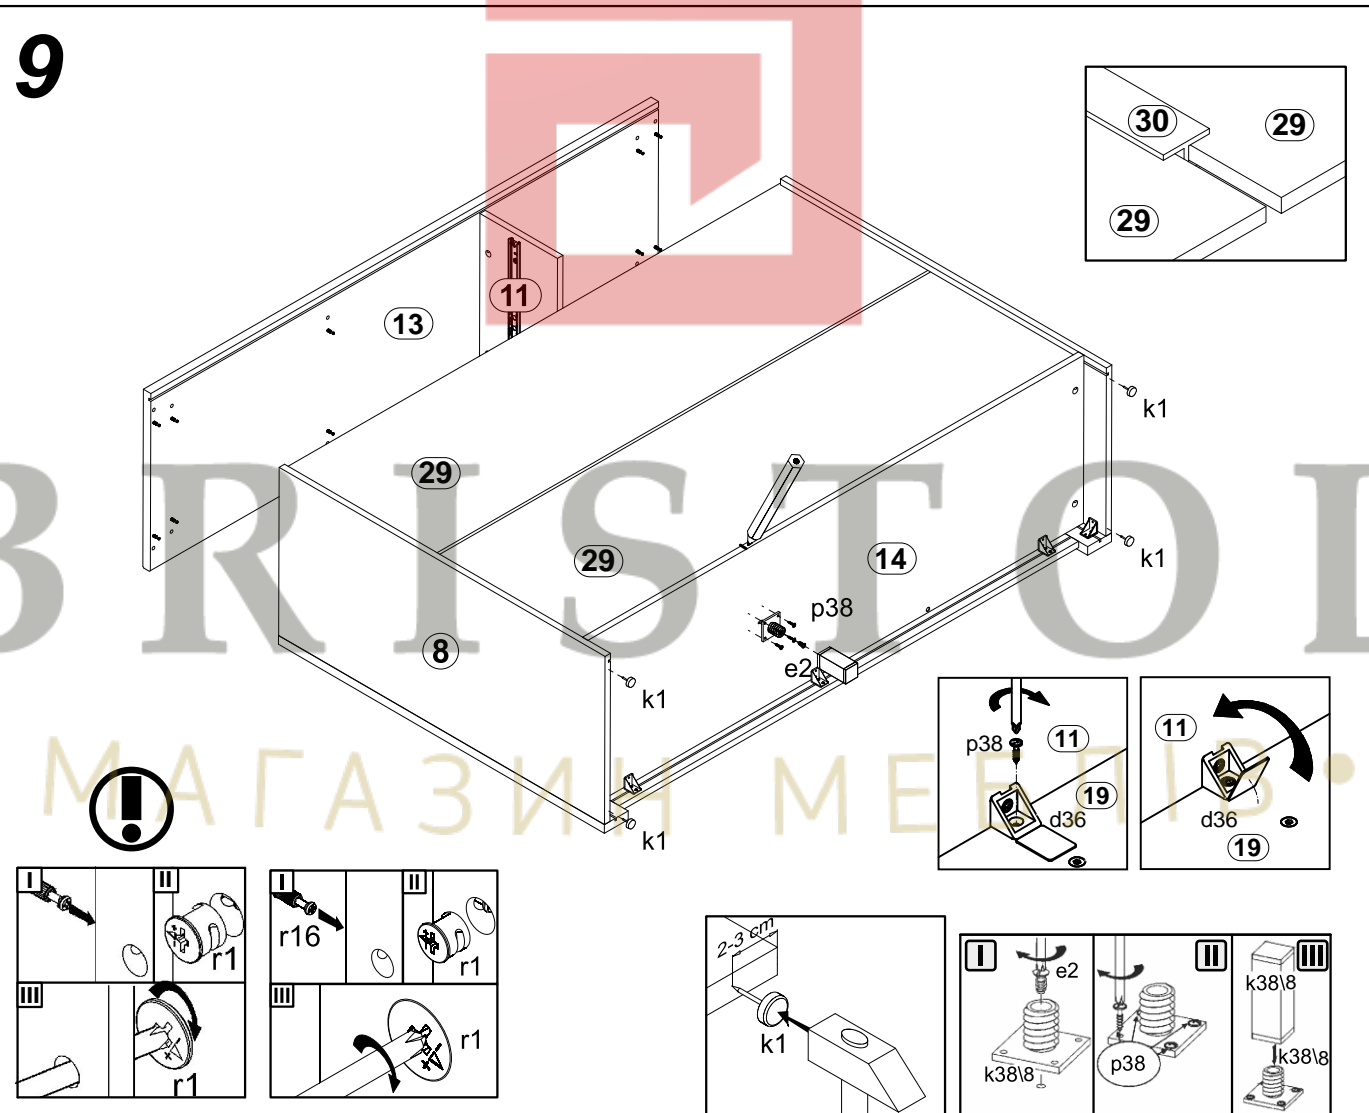 9
30
29
29
11
13
k1
29
29
14
k1
p38
8
e2
k1
BRISTOL
p38
11
19
d36
11
d36
19
МАГАЗИН МЕБЛІВ
k1
I
II
r1
III
r1
I
II
r16
r1
III
r1
2-3 cm
k1
I
e2
k38\8
II
p38
III
k38\8
k38\8